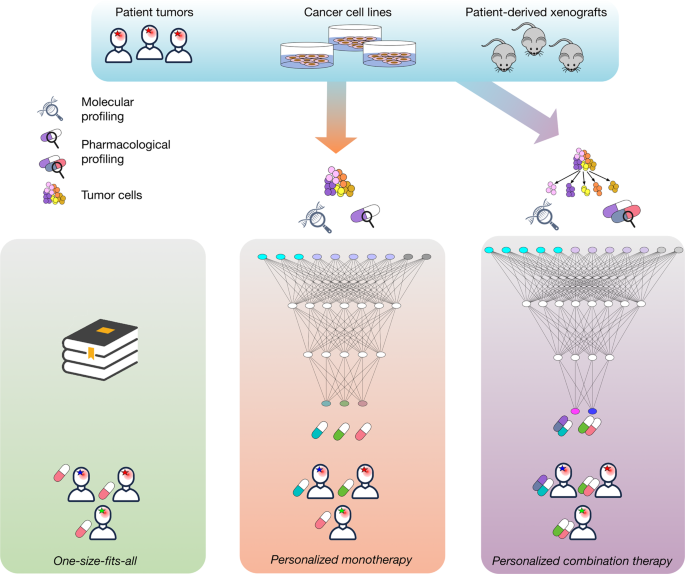 Patient tumors
Cancer cell lines
Patient-derived xenografts
Molecular
profiling
Pharmacological
profiling
Tumor cells
One-size-fits-all
Personalized monotherapy
Personalized combination therapy